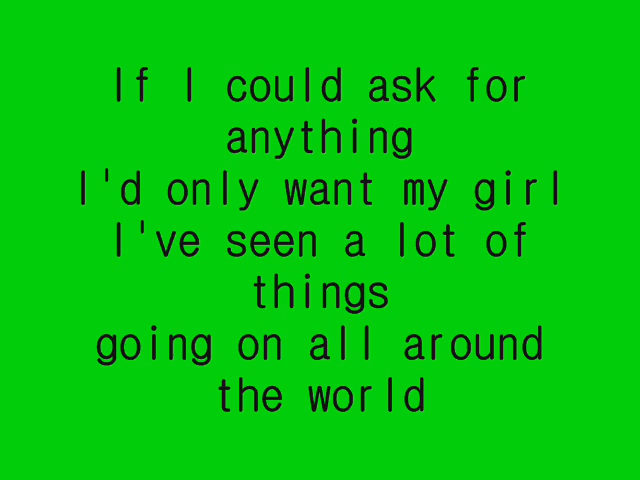 If I could ask for
anything
I'd only want my girl
I've seen a lot of
things
going on all around
the world